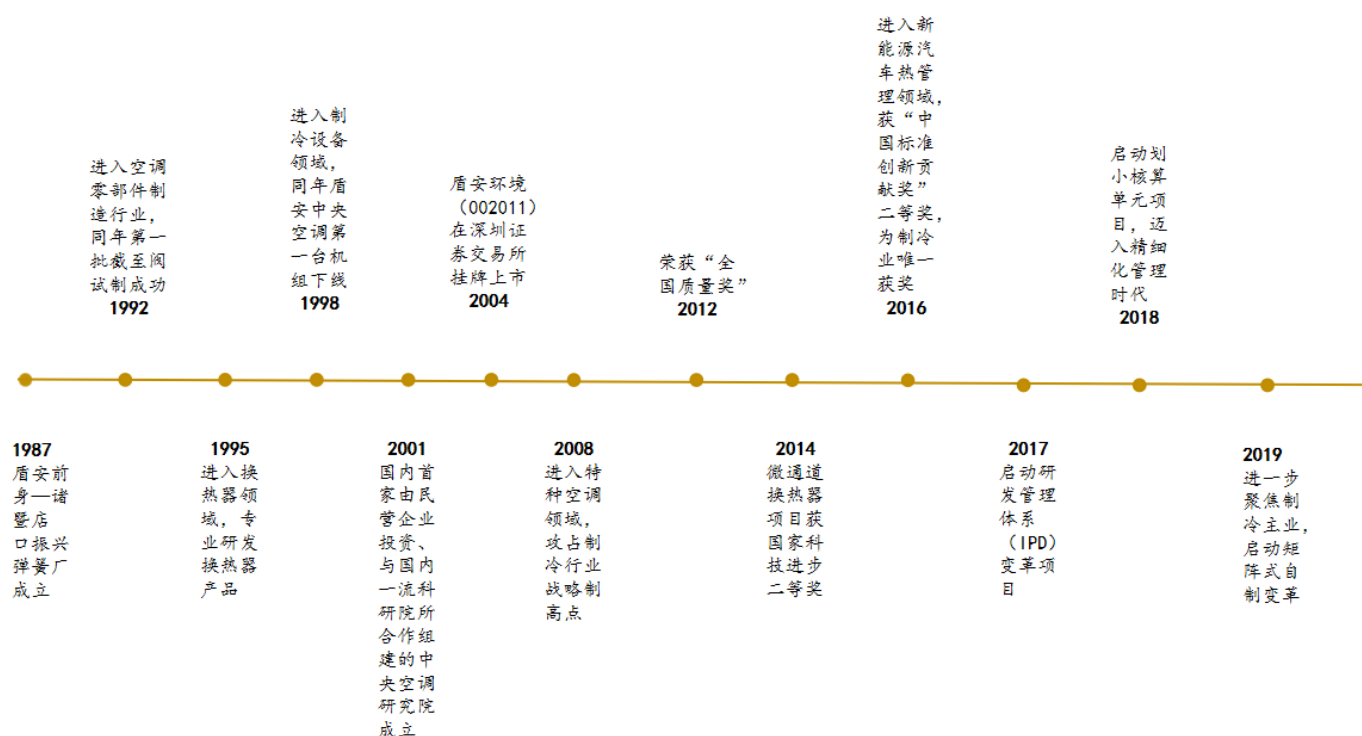 进入空调
零部件制
造行业，
同年第一
批截至阀
试制成功
1992
进入制
冷设备
领域，
同年盾
安中央
空调第
一台机
组下线
1998
盾安环境
（002011）
在深圳证
券交易所
挂牌上市
2004
荣获“全
国质量奖”
2012
进入新
能源汽
车热管
理领域，
获“中
国标准
创新贡
献奖”
二等奖，
为制冷
业唯一
获奖
2016
启动划
小核算
单元项
目，迈
入精细
化管理
时代
2018
1987
盾安前
身—诸
暨店
口振兴
弹簧厂
成立
1995
进入换
热器领
域，专
业研发
换热器
产品
2001
国内首
家由民
营企业
投资、
与国内
一流科
研院所
合作组
建的中
央空调
研究院
成立
2008
进入特
种空调
领域，
攻占制
冷行业
战略制
高点
2014
微通道
换热器
项目获
国家科
技进步
二等奖
2017
启动研
发管理
体系
（IPD）
变革项
目
2019
进一步
聚焦制
冷主业，
启动矩
阵式自
制变革